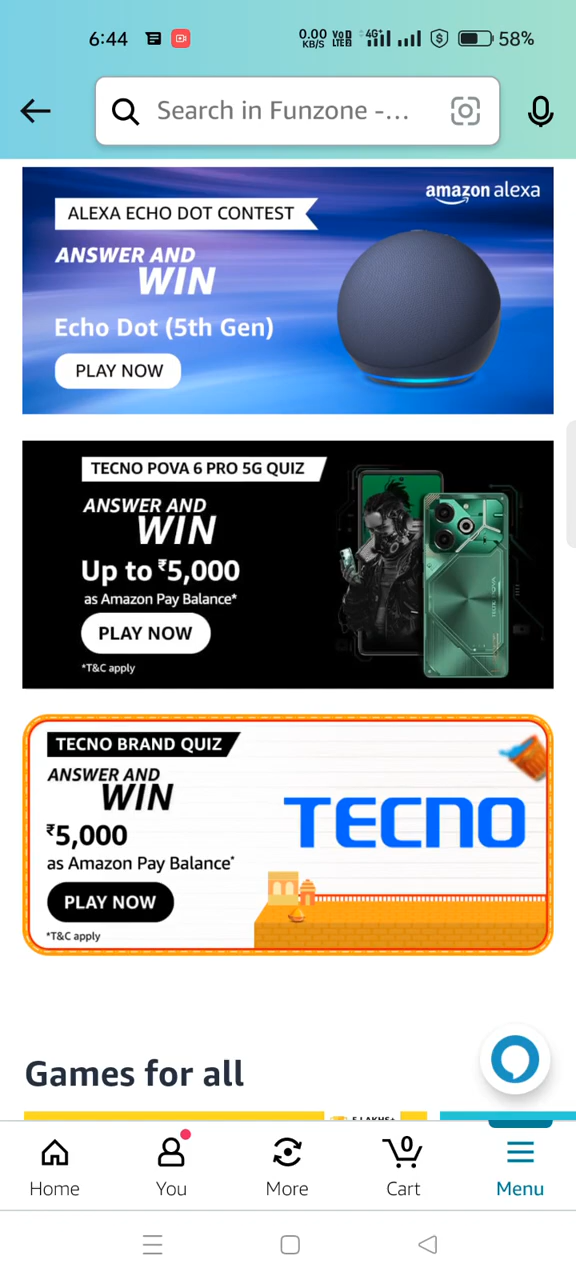 6:44
0.00 KB/S VoD LTE2 4G+ 58%
Search in Funzone -...
amazon alexa
ALEXA ECHO DOT CONTEST
ANSWER AND
WIN
Echo Dot (5th Gen)
PLAY NOW
TECNO POVA 6 PRO 5G QUIZ
ANSWER AND
WIN
Up to ₹5,000
as Amazon Pay Balance*
PLAY NOW
*T&C apply
TECNO BRAND QUIZ
ANSWER AND
WIN
₹5,000
as Amazon Pay Balance*
TECNO
PLAY NOW
*T&C apply
Games for all
0
Home You More Cart Menu